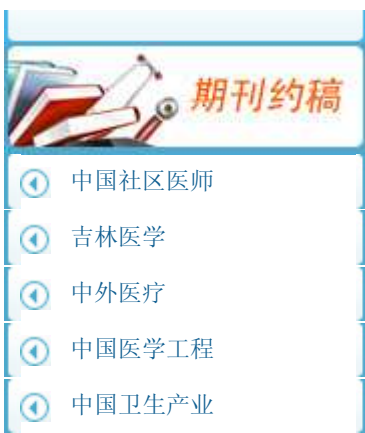 期刊约稿
中国社区医师
吉林医学
中外医疗
中国医学工程
中国卫生产业